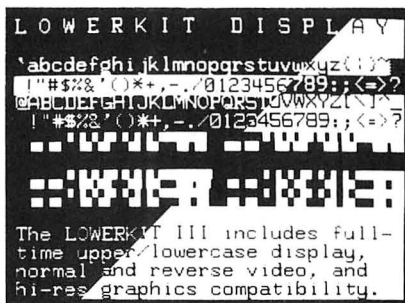 LOWERKIT DISPLAY
`abcdefghijklmnopqrstuvwxyz{|}~
!"#$%&'()*+,-./0123456789:;<=>?
@ABCDEFGHIJKLMNOPQRSTUVWXYZ[\]^_
!"#$%&'()*+,-./0123456789:;<=>?
The LOWERKIT III includes full-
time upper/lowercase display,
normal and reverse video, and
hi-res graphics compatibility.